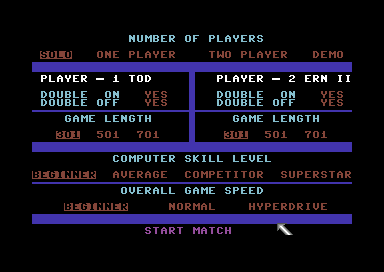 NUMBER OF PLAYERS
SOLO ONE PLAYER TWO PLAYER DEMO
PLAYER - 1 TOD PLAYER - 2 ERN II
DOUBLE ON YES DOUBLE ON YES
DOUBLE OFF YES DOUBLE OFF YES
GAME LENGTH GAME LENGTH
301 501 701 301 501 701
COMPUTER SKILL LEVEL
BEGINNER AVERAGE COMPETITOR SUPERSTAR
OVERALL GAME SPEED
BEGINNER NORMAL HYPERDRIVE
START MATCH